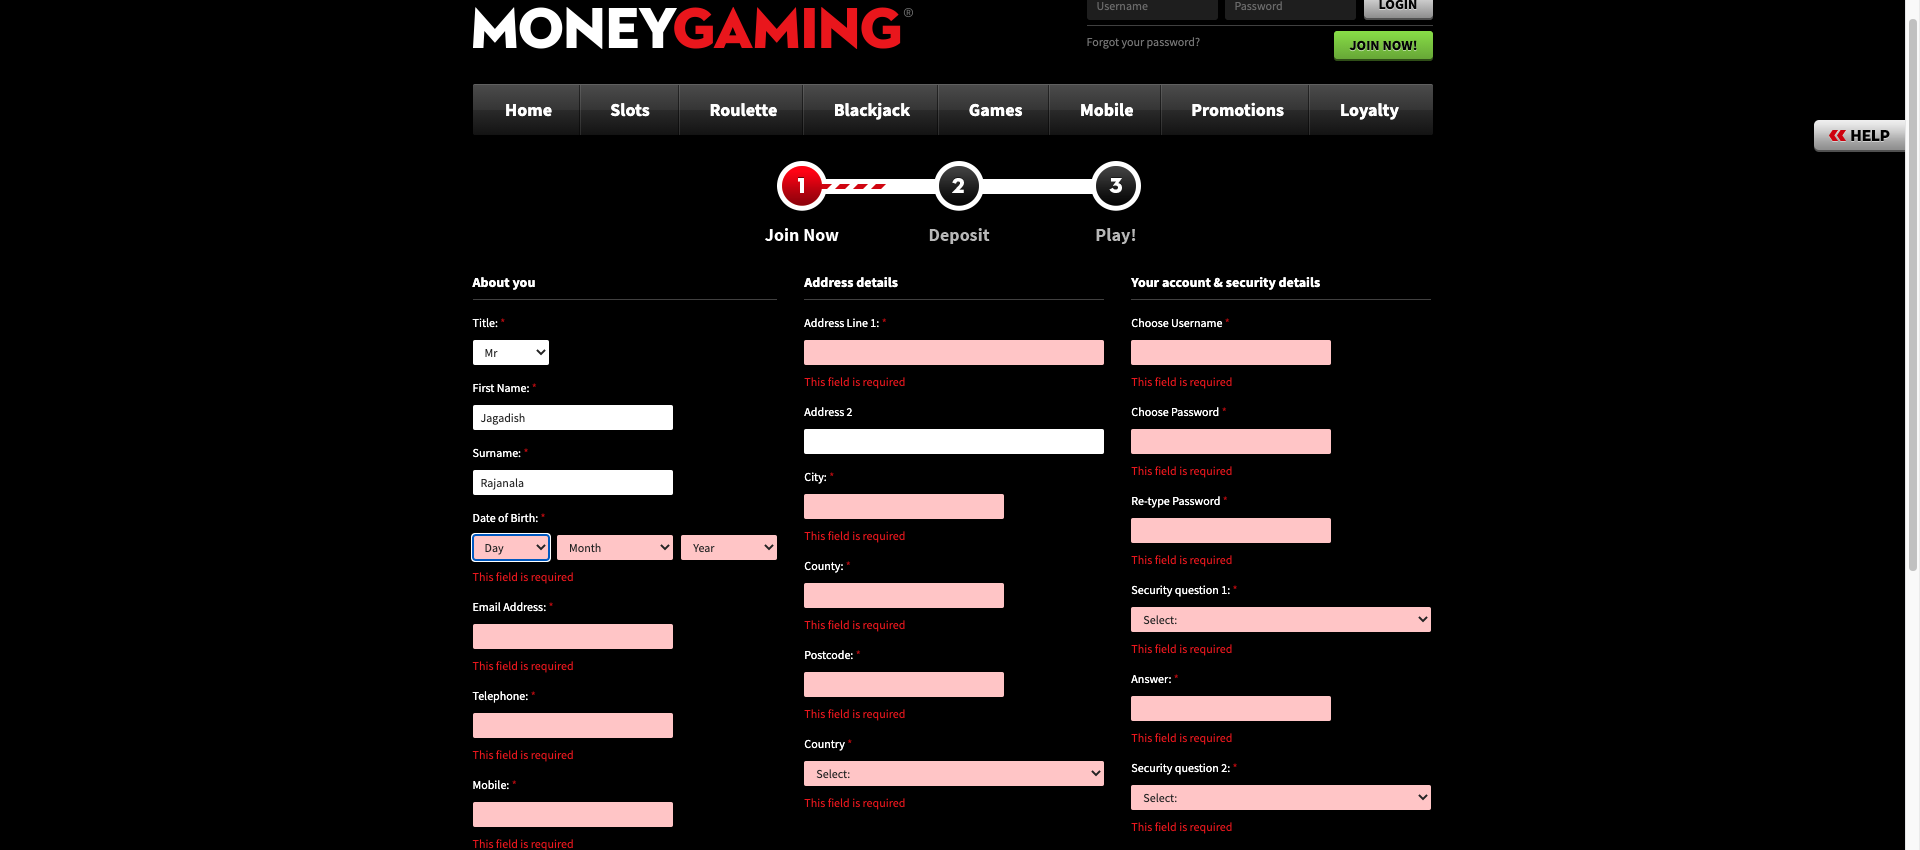 MONEYGAMING®
Username Password LOGIN
Forgot your password? JOIN NOW!
Home Slots Roulette Blackjack Games Mobile Promotions Loyalty
HELP
1 2 3
Join Now Deposit Play!
About you
Title: *
Mr
First Name: *
Jagadish
Surname: *
Rajanala
Date of Birth: *
Day Month Year
This field is required
Email Address: *
This field is required
Telephone: *
This field is required
Mobile: *
This field is required
Address details
Address Line 1: *
This field is required
Address 2
City: *
This field is required
County: *
This field is required
Postcode: *
This field is required
Country *
Select:
This field is required
Your account & security details
Choose Username *
This field is required
Choose Password *
This field is required
Re-type Password *
This field is required
Security question 1: *
Select:
This field is required
Answer: *
This field is required
Security question 2: *
Select:
This field is required